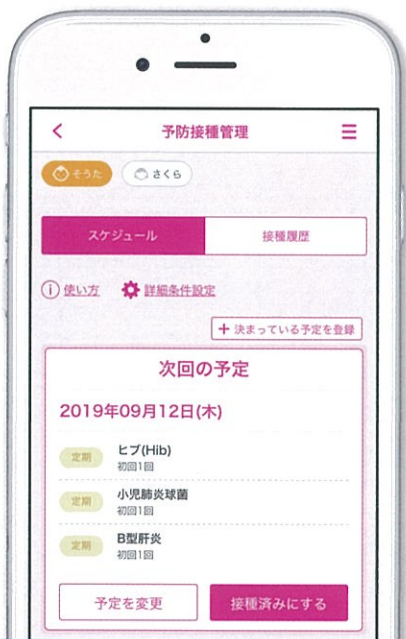 予防接種管理
そうた
さくら
スケジュール
接種履歴
使い方
詳細条件設定
+ 決まっている予定を登録
次回の予定
2019年09月12日(木)
定期
ヒブ(Hib)
初回1回
定期
小児肺炎球菌
初回1回
定期
B型肝炎
初回1回
予定を変更
接種済みにする